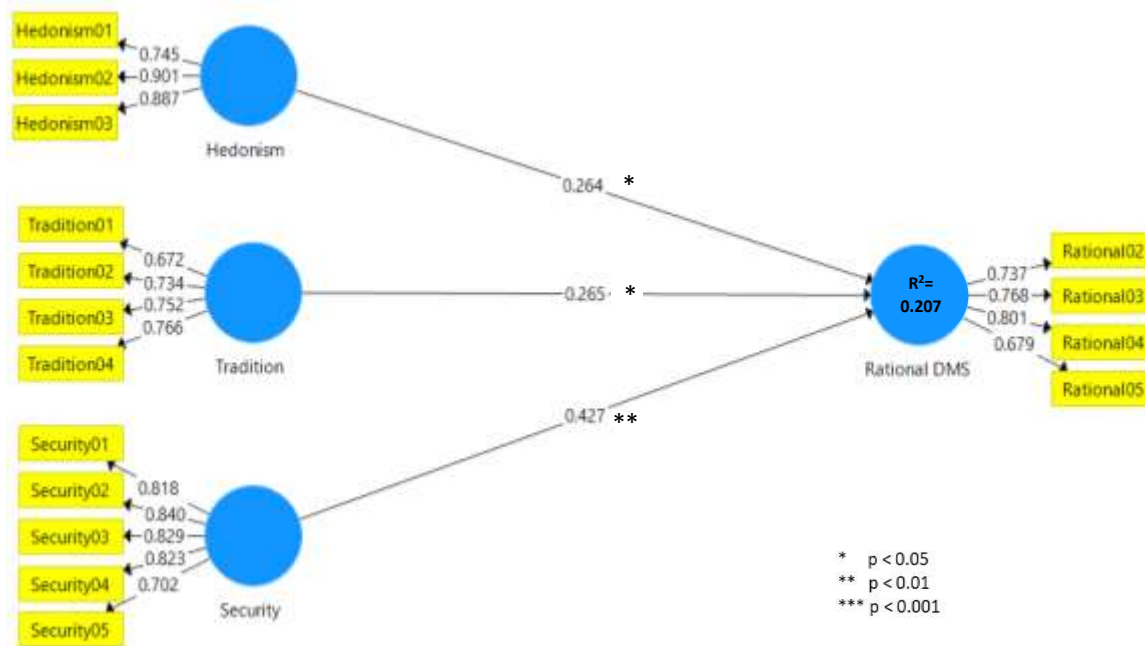 Hedonism01
0.745
Hedonism02
0.901
0.887
Hedonism03
Hedonism
0.264 *
Tradition01
0.672
Tradition02
0.734
0.752
Tradition03
0.766
Tradition04
Tradition
0.265 *
R²=
0.207
Rational DMS
Rational02
0.737
0.768
Rational03
0.801
Rational04
0.679
Rational05
0.427 **
Security01
0.818
Security02
0.840
Security03
0.829
0.823
Security04
0.702
Security05
Security
* p < 0.05
** p < 0.01
*** p < 0.001